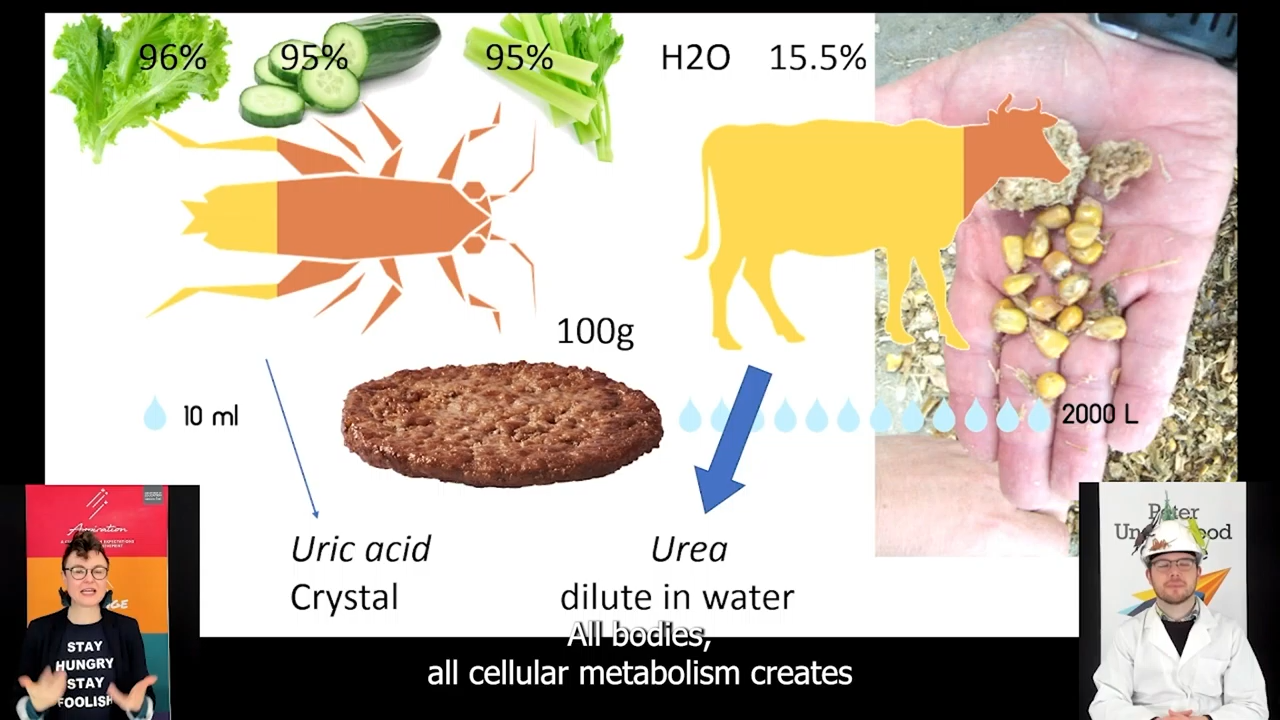 96%
95%
95%
H2O
15.5%
100g
10 ml
2000 L
Uric acid
Crystal
Urea
dilute in water
All bodies,
all cellular metabolism creates
STAY
HUNGRY
STAY
FOOLISH
Peter